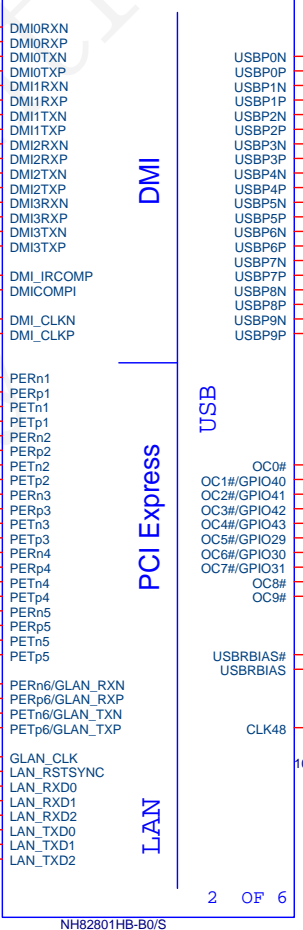 DMI0RXN
DMI0RXP
DMI0TXN
DMI0TXP
DMI1RXN
DMI1RXP
DMI1TXN
DMI1TXP
DMI2RXN
DMI2RXP
DMI2TXN
DMI2TXP
DMI3RXN
DMI3RXP
DMI3TXN
DMI3TXP
DMI_IRCOMP
DMICOMPI
DMI_CLKN
DMI_CLKP
DMI
PERn1
PERp1
PETn1
PETp1
PERn2
PERp2
PETn2
PETp2
PERn3
PERp3
PETn3
PETp3
PERn4
PERp4
PETn4
PETp4
PERn5
PERp5
PETn5
PETp5
PERn6/GLAN_RXN
PERp6/GLAN_RXP
PETn6/GLAN_TXN
PETp6/GLAN_TXP
PCI Express
GLAN_CLK
LAN_RSTSYNC
LAN_RXD0
LAN_RXD1
LAN_RXD2
LAN_TXD0
LAN_TXD1
LAN_TXD2
LAN
USBP0N
USBP0P
USBP1N
USBP1P
USBP2N
USBP2P
USBP3N
USBP3P
USBP4N
USBP4P
USBP5N
USBP5P
USBP6N
USBP6P
USBP7N
USBP7P
USBP8N
USBP8P
USBP9N
USBP9P
USB
OC0#
OC1#/GPIO40
OC2#/GPIO41
OC3#/GPIO42
OC4#/GPIO43
OC5#/GPIO29
OC6#/GPIO30
OC7#/GPIO31
OC8#
OC9#
USBRBIAS#
USBRBIAS
CLK48
2 OF 6
NH82801HB-B0/S